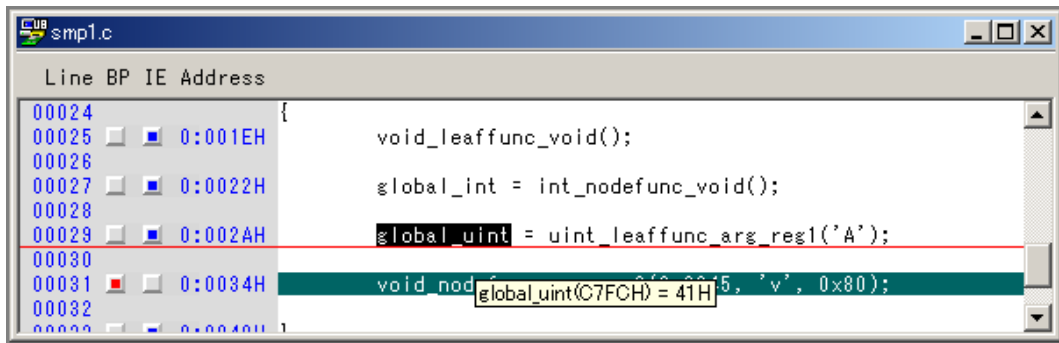 smp1.c
Line BP IE Address
00024 {
00025 0:001EH void_leaffunc_void();
00026
00027 0:0022H global_int = int_nodefunc_void();
00028
00029 0:002AH global_uint = uint_leaffunc_arg_reg1('A');
00030
00031 0:0034H void_nod 5, 'v', 0x80);
global_uint(C7FCH) = 41H
00032